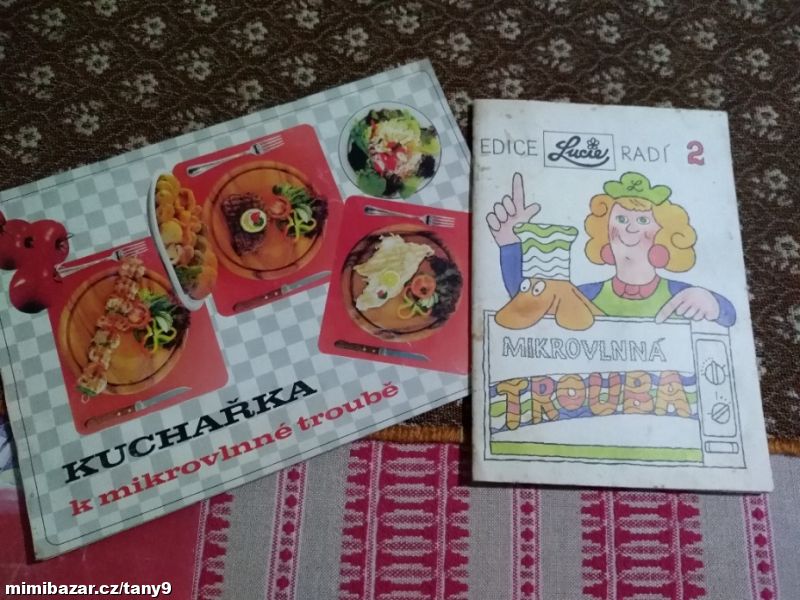 KUCHAŘKA
k mikrovlnné troubě
EDICE Lucie RADÍ 2
L
MIKROVLNNÁ
TROUBA
mimibazar.cz/tany9